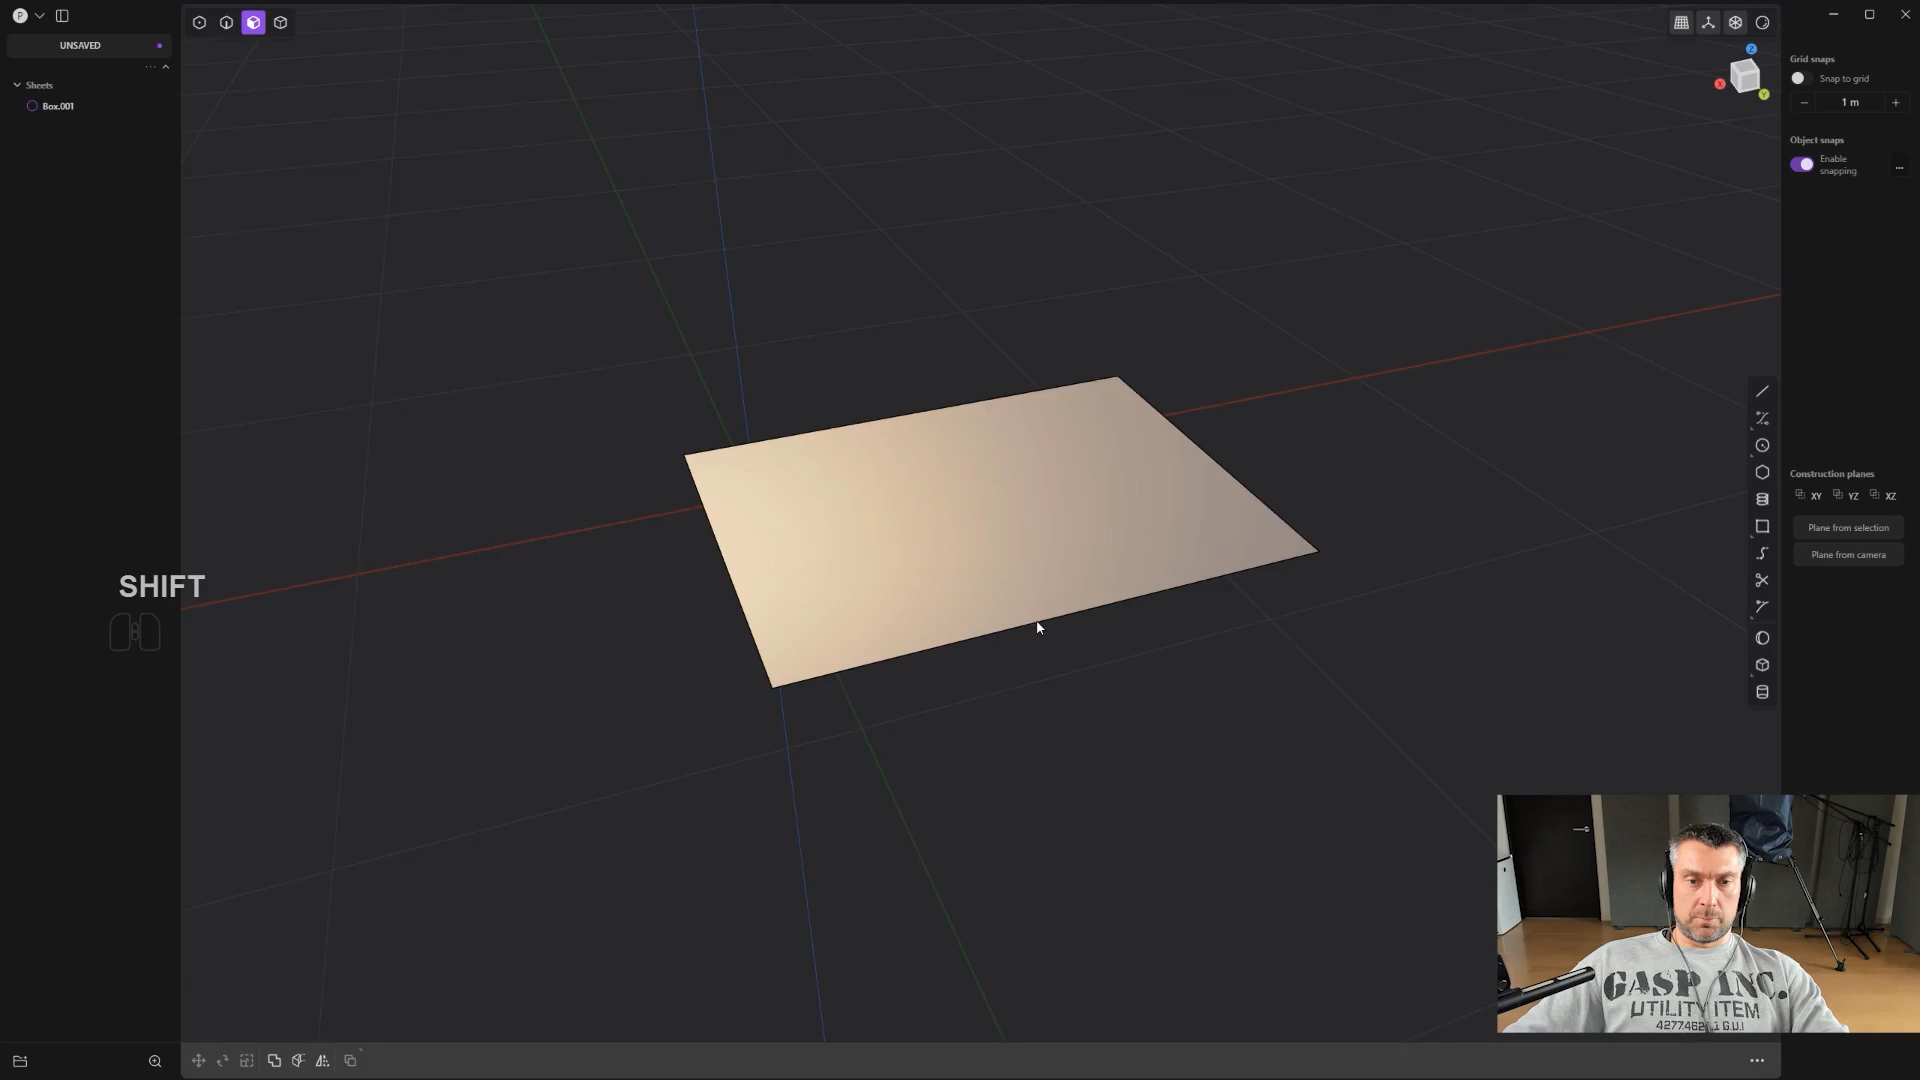 P
UNSAVED
Sheets
Box.001
SHIFT
Z
X
Y
Grid snaps
Snap to grid
1 m
Object snaps
Enable
snapping
Construction planes
XY
YZ
XZ
Plane from selection
Plane from camera
GASP INC.
UTILITY ITEM